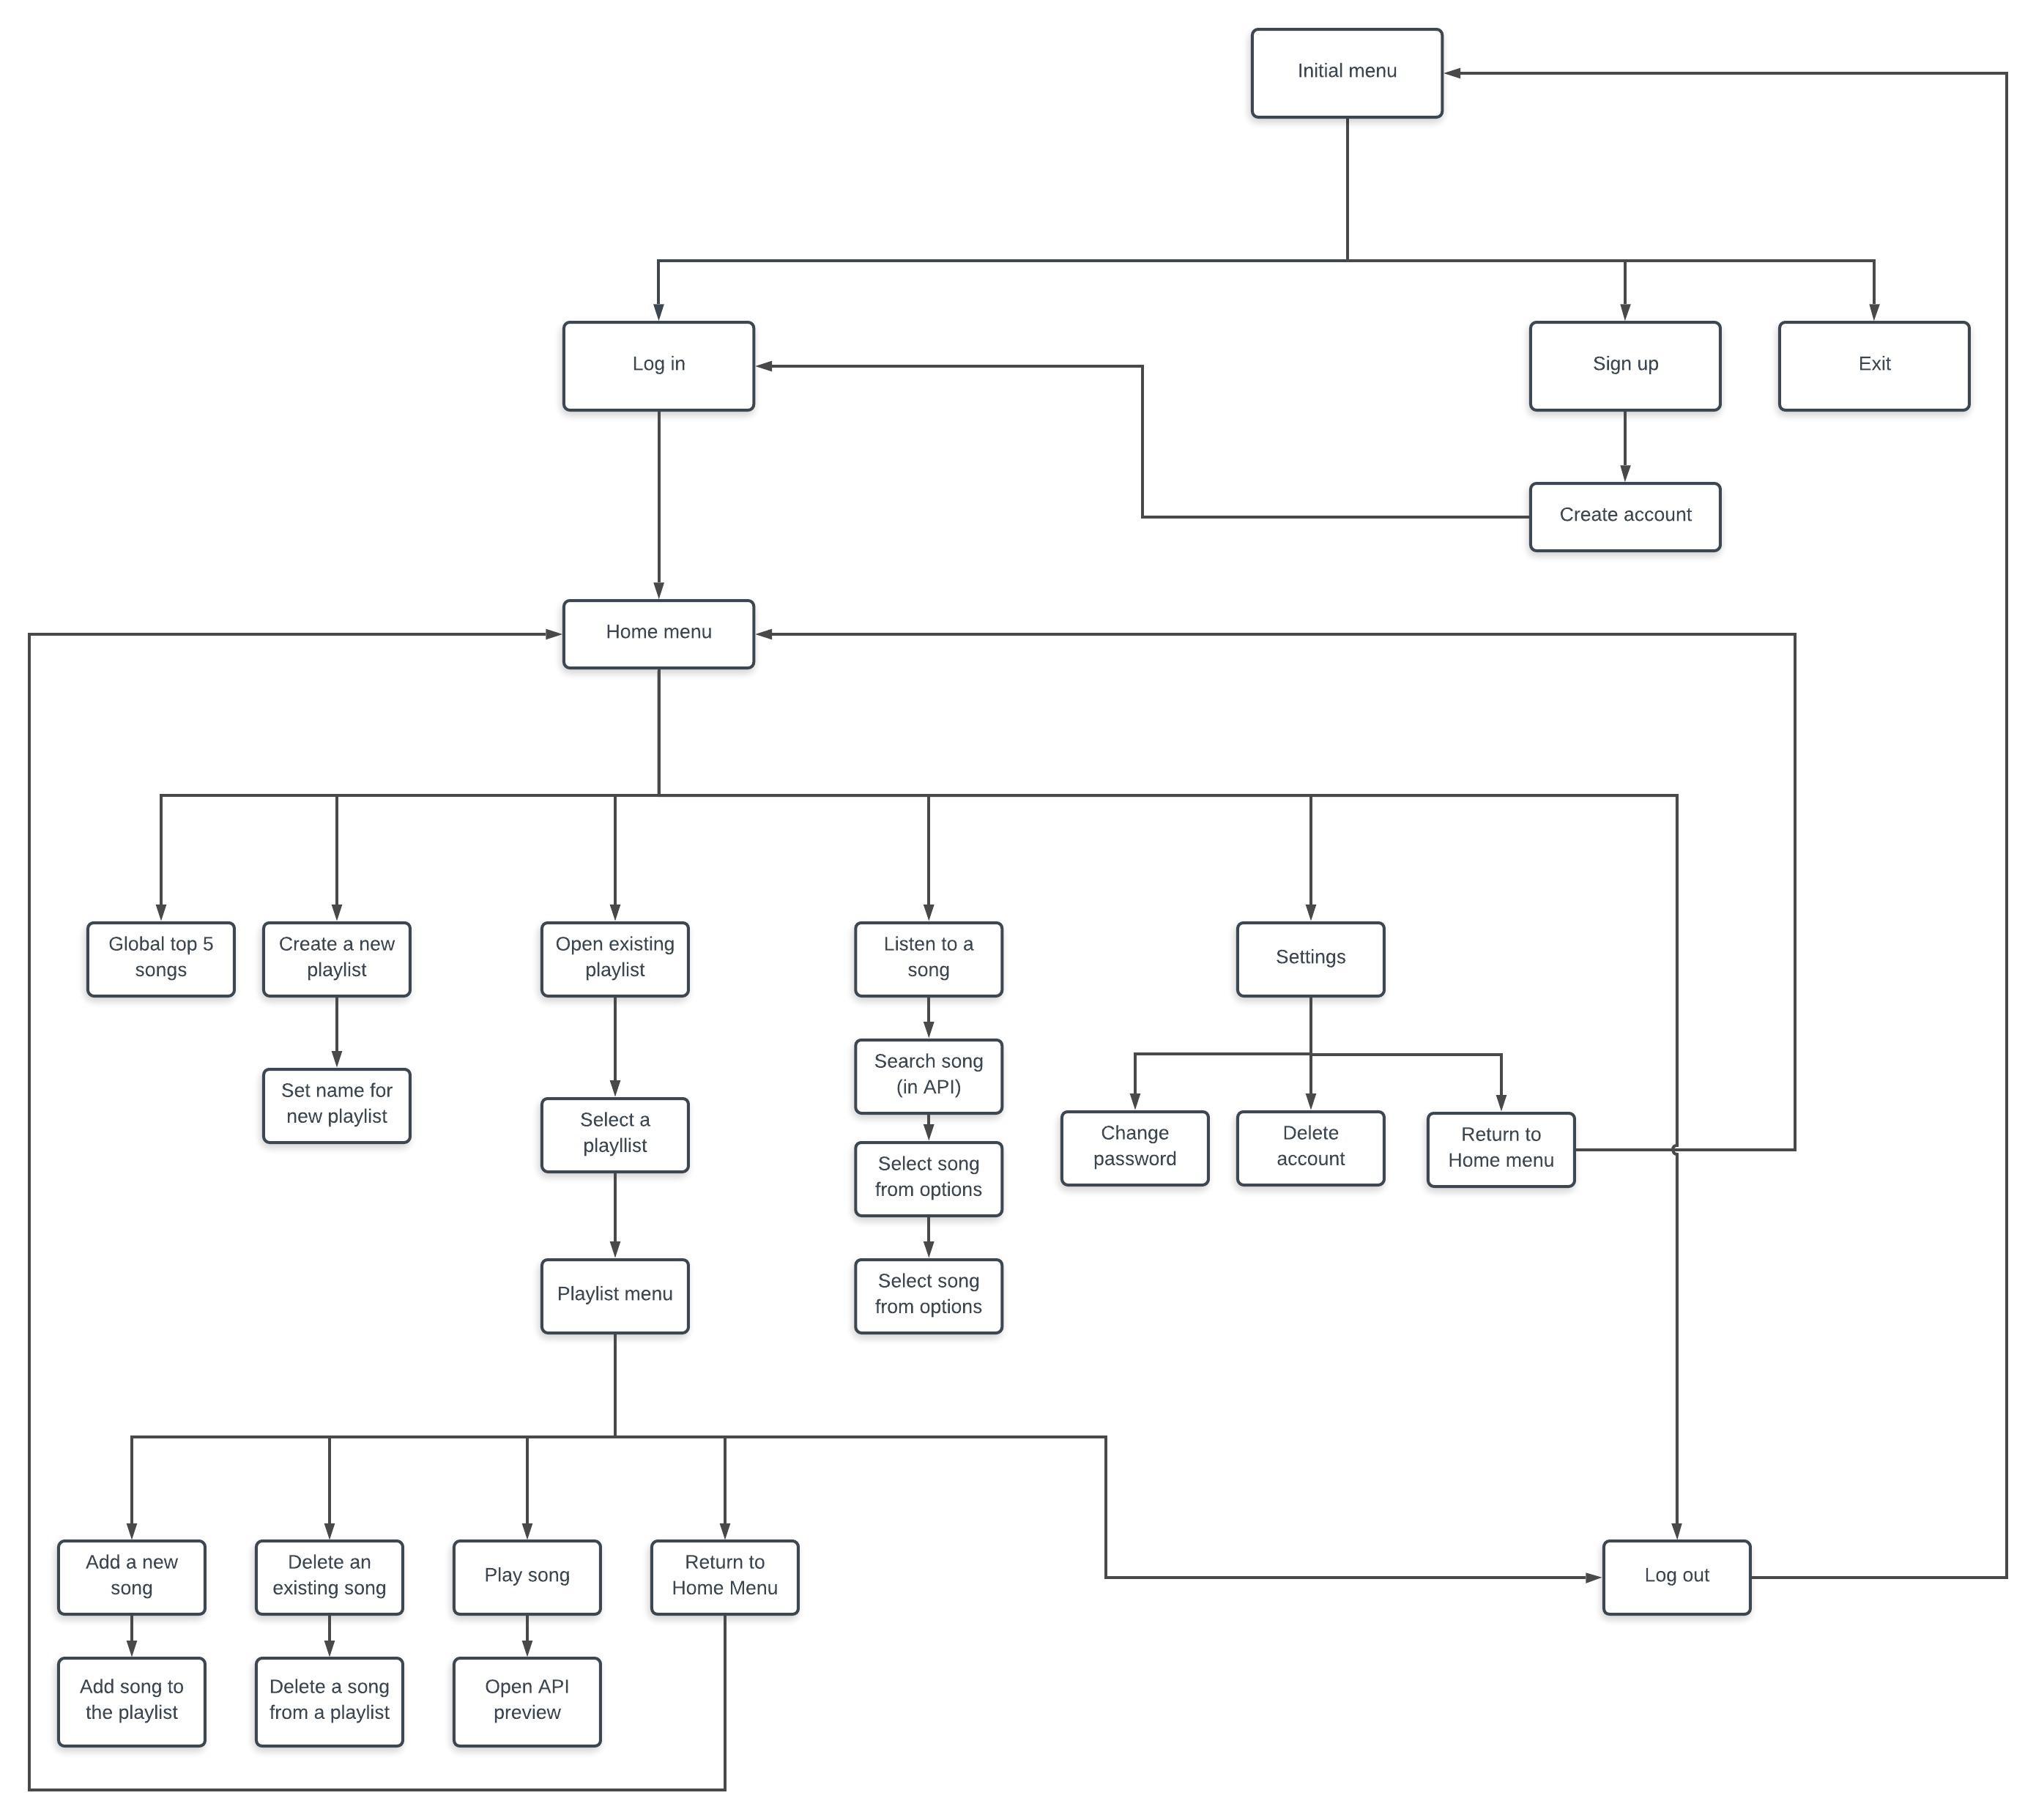 Initial menu
Log in
Sign up
Exit
Create account
Home menu
Global top 5
songs
Create a new
playlist
Open existing
playlist
Listen to a
song
Settings
Search song
(in API)
Set name for
new playlist
Select a
playllist
Change
password
Delete
account
Return to
Home menu
Select song
from options
Playlist menu
Select song
from options
Add a new
song
Delete an
existing song
Play song
Return to
Home Menu
Log out
Add song to
the playlist
Delete a song
from a playlist
Open API
preview